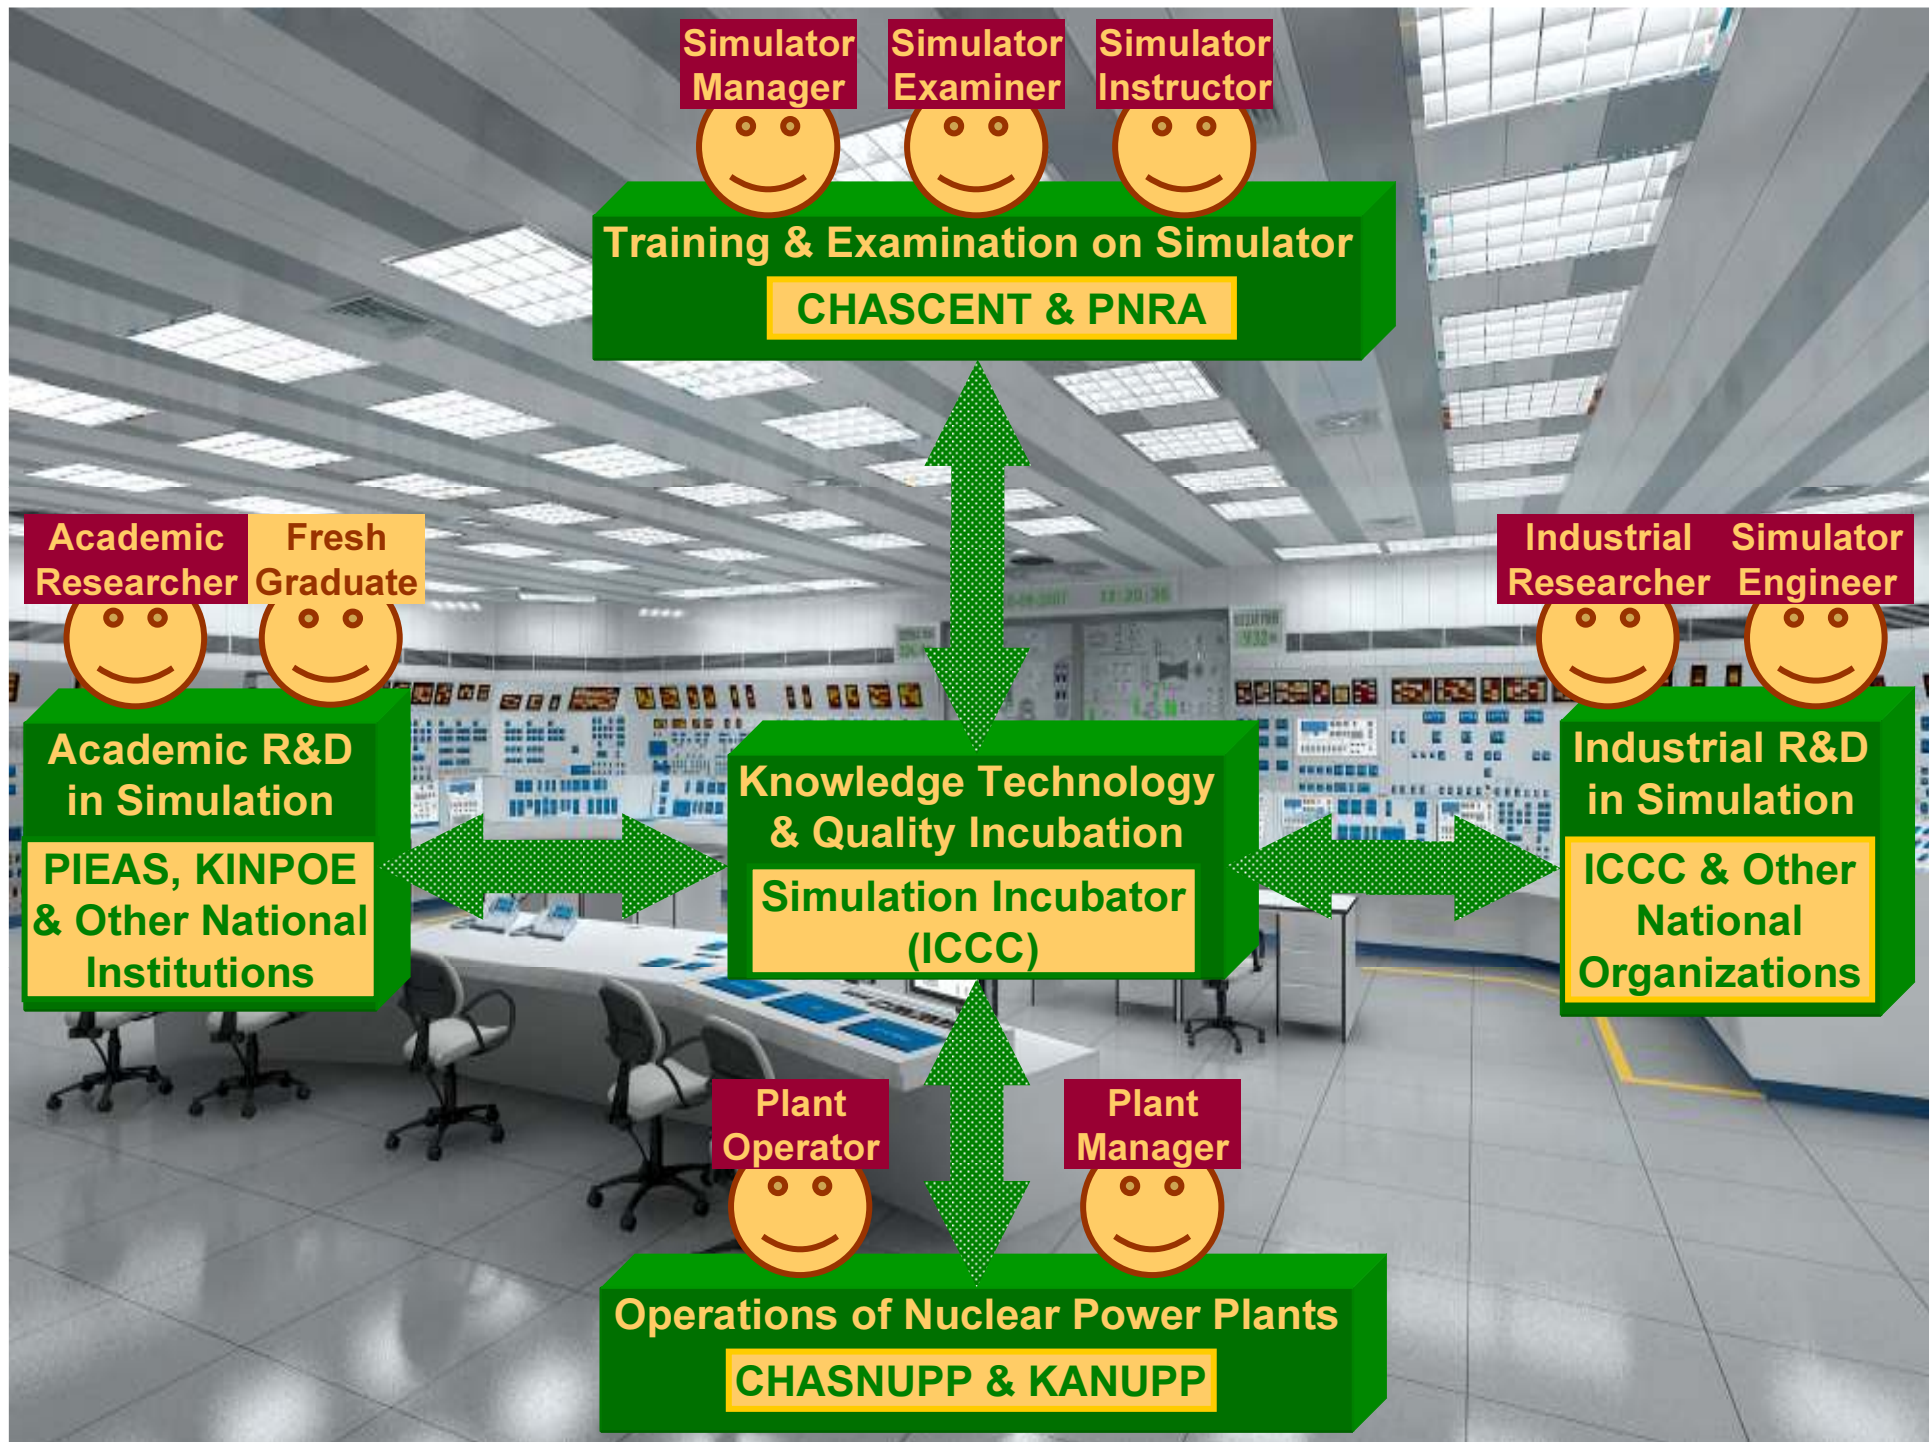 Simulator
Manager
Simulator
Examiner
Simulator
Instructor
Training & Examination on Simulator
CHASCENT & PNRA
Academic
Researcher
Fresh
Graduate
Industrial
Researcher
Simulator
Engineer
Academic R&D
in Simulation
PIEAS, KINPOE
& Other National
Institutions
Knowledge Technology
& Quality Incubation
Simulation Incubator
(ICCC)
Industrial R&D
in Simulation
ICCC & Other
National
Organizations
Plant
Operator
Plant
Manager
Operations of Nuclear Power Plants
CHASNUPP & KANUPP